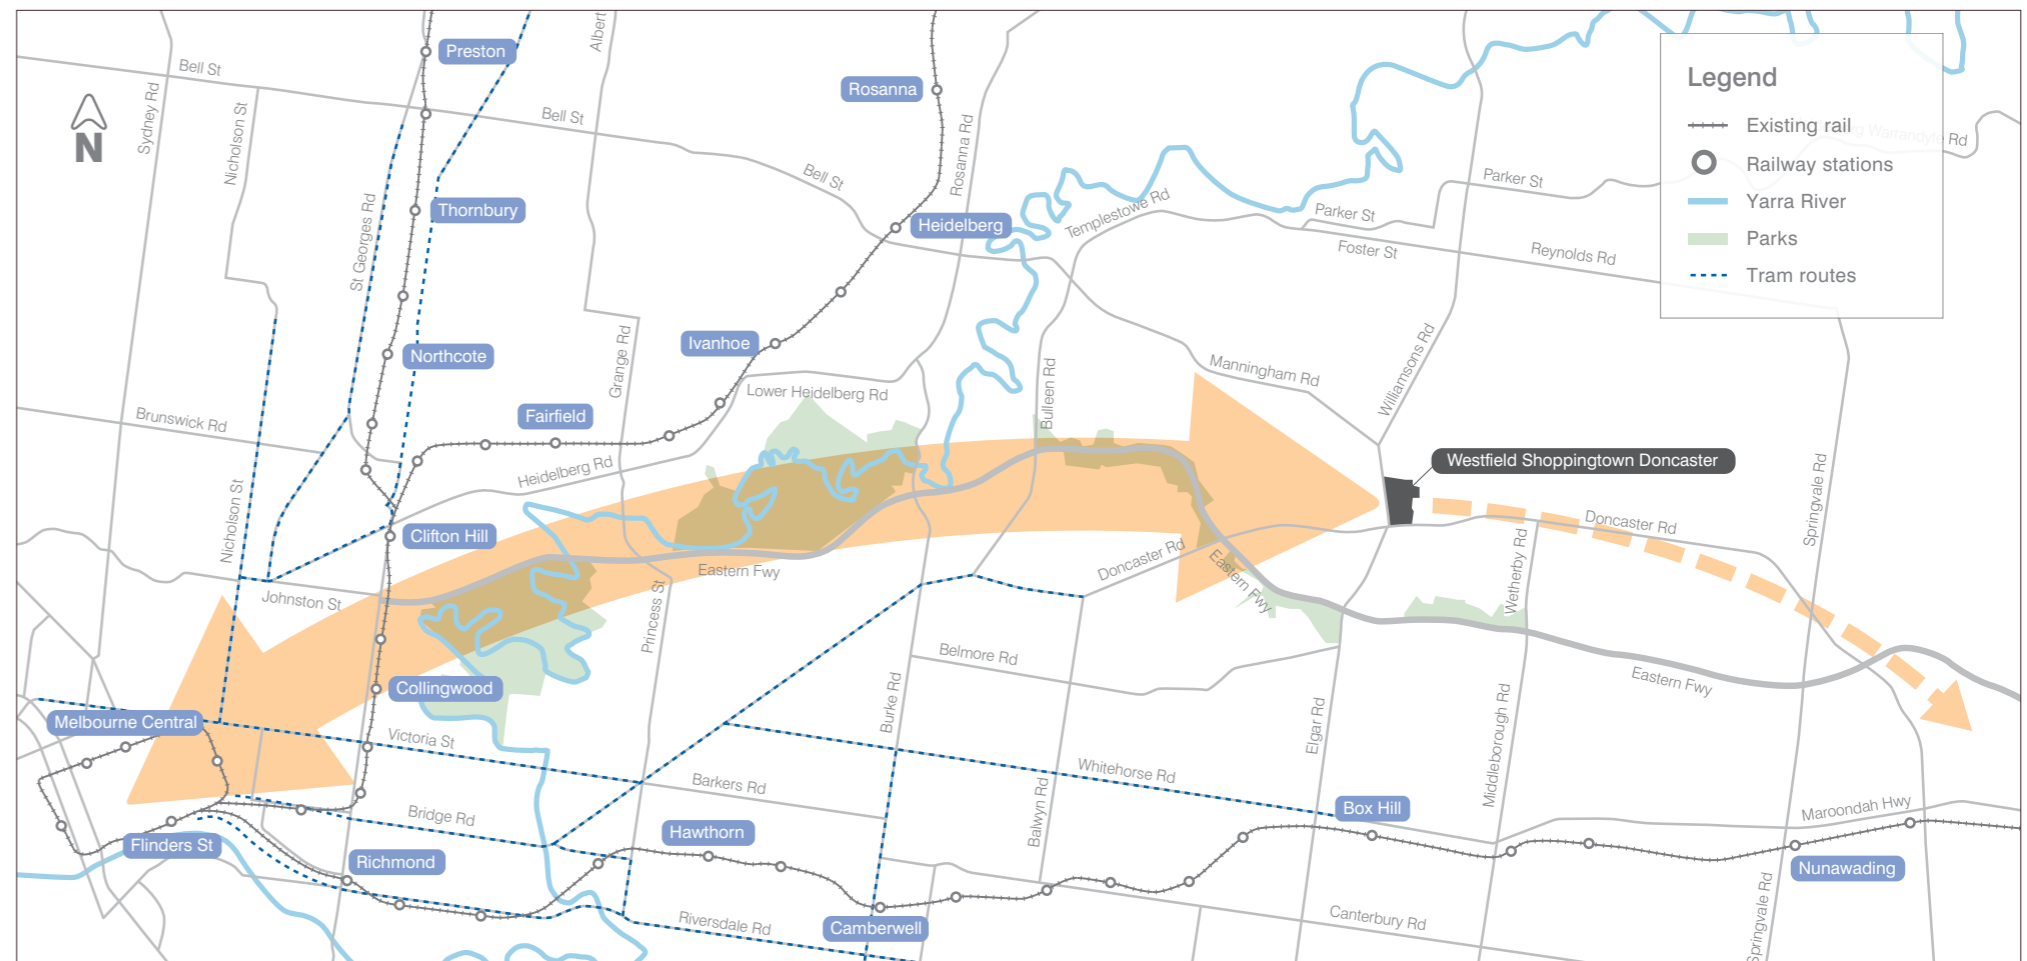 Preston
Albert
Bell St
Sydney Rd
Nicholson St
N
Bell St
Rosanna
Rosanna Rd
Bell St
Legend
Existing rail
Warrandyte Rd
Railway stations
Yarra River
Parks
Tram routes
Parker St
Parker St
Templestowe Rd
Thornbury
Heidelberg
St Georges Rd
Foster St
Reynolds Rd
Northcote
Ivanhoe
Grange Rd
Lower Heidelberg Rd
Bulleen Rd
Manningham Rd
Williamsons Rd
Brunswick Rd
Fairfield
Heidelberg Rd
Westfield Shoppingtown Doncaster
Nicholson St
Clifton Hill
Doncaster Rd
Springvale Rd
Eastern Fwy
Doncaster Rd
Eastern Fwy
Wetherby Rd
Johnston St
Princess St
Belmore Rd
Collingwood
Eastern Fwy
Melbourne Central
Victoria St
Burke Rd
Elgar Rd
Middleborough Rd
Barkers Rd
Whitehorse Rd
Bridge Rd
Balwyn Rd
Box Hill
Maroondah Hwy
Hawthorn
Flinders St
Richmond
Nunawading
Riversdale Rd
Camberwell
Canterbury Rd
Springvale Rd